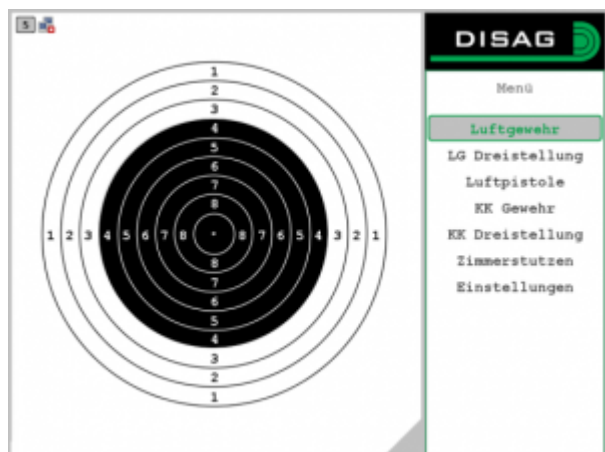 5
DISAG
Menü
Luftgewehr
LG Dreistellung
Luftpistole
KK Gewehr
KK Dreistellung
Zimmerstutzen
Einstellungen
1
2
3
4
5
6
7
8
1 2 3 4 5 6 7 8 8 7 6 5 4 3 2 1
8
7
6
5
4
3
2
1